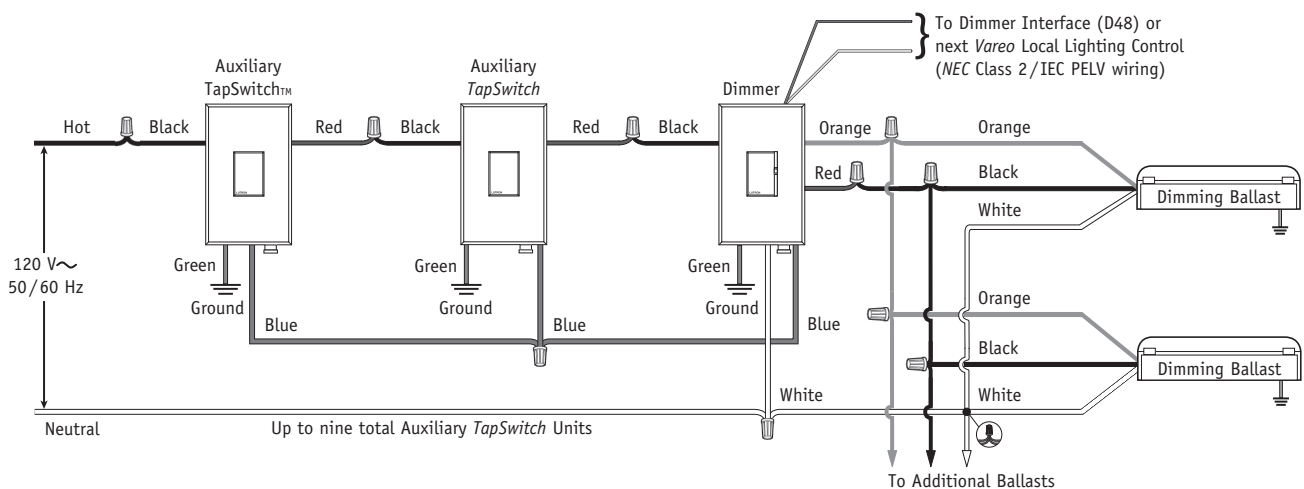 To Dimmer Interface (D48) or
next Vareo Local Lighting Control
(NEC Class 2/IEC PELV wiring)
Auxiliary
TapSwitch™
Auxiliary
TapSwitch
Dimmer
Hot
Black
Red
Black
Red
Black
Orange
Orange
Red
Black
White
Dimming Ballast
LUTRON
LUTRON
LUTRON
120 V~
50/60 Hz
Green
Ground
Green
Ground
Green
Ground
Blue
Blue
Blue
Orange
Black
Dimming Ballast
White
White
Neutral
Up to nine total Auxiliary TapSwitch Units
To Additional Ballasts